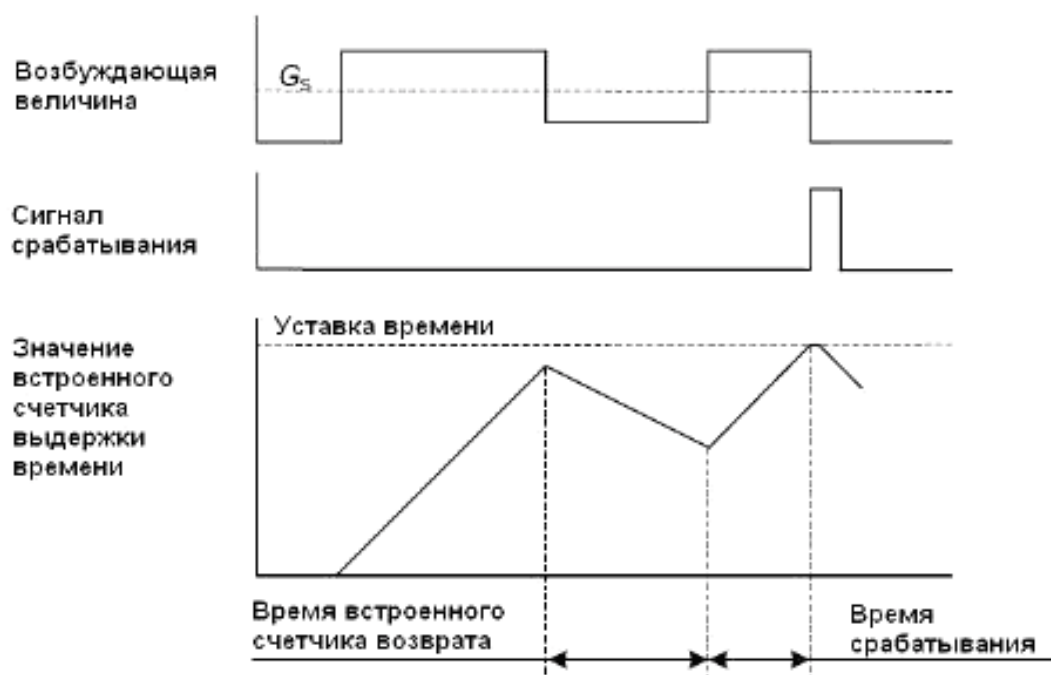 Возбуждающая
величина
Gs
Сигнал
срабатывания
Уставка времени
Значение
встроенного
счетчика
выдержки
времени
Время встроенного
счетчика возврата
Время
срабатывания